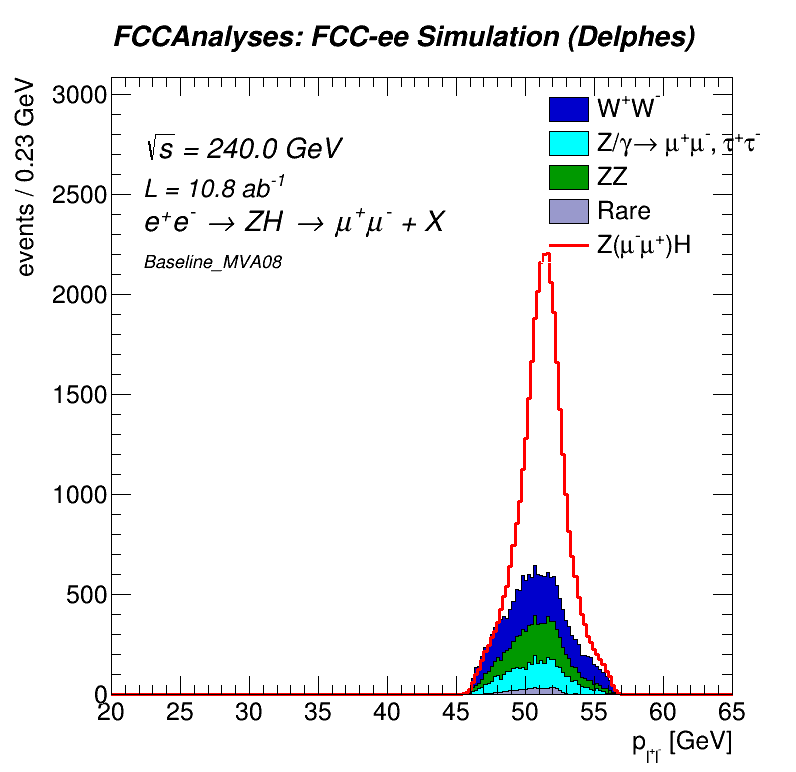 FCCAnalyses: FCC-ee Simulation (Delphes)
events / 0.23 GeV
3000
2500
2000
1500
1000
500
0
√s = 240.0 GeV
L = 10.8 ab⁻¹
e⁺e⁻ → ZH → μ⁺μ⁻ + X
Baseline_MVA08
W⁺W⁻
Z/γ→ μ⁺μ⁻, τ⁺τ⁻
ZZ
Rare
Z(μ⁻μ⁺)H
20 25 30 35 40 45 50 55 60 65
p_l⁺l⁻ [GeV]